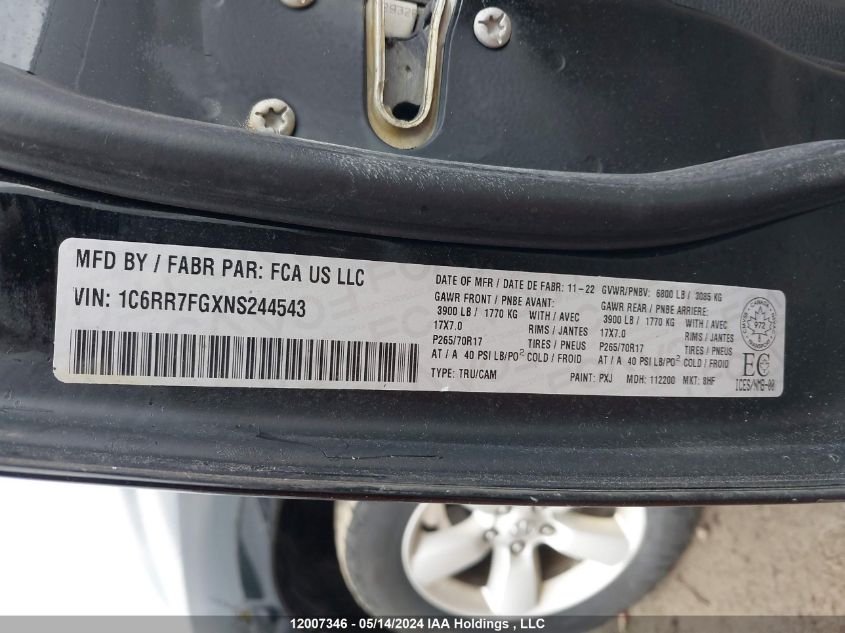 MFD BY / FABR PAR: FCA US LLC
VIN: 1C6RR7FGXNS244543
DATE OF MFR / DATE DE FABR: 11-22 GVWR/PNBV: 6800 LB / 3085 KG
GAWR FRONT / PNBE AVANT: GAWR REAR / PNBE ARRIERE:
3900 LB / 1770 KG WITH / AVEC 3900 LB / 1770 KG WITH / AVEC
17X7.0 RIMS / JANTES 17X7.0 RIMS / JANTES
P265/70R17 TIRES / PNEUS P265/70R17 TIRES / PNEUS
AT / A 40 PSI LB/PO² COLD / FROID AT / A 40 PSI LB/PO² COLD / FROID
TYPE: TRU/CAM PAINT: PXJ MDH: 112200 MKT: 8HF
CANADA
972
TRANSPORT
EC
ICES/NMB-00
12007346 - 05/14/2024 IAA Holdings , LLC